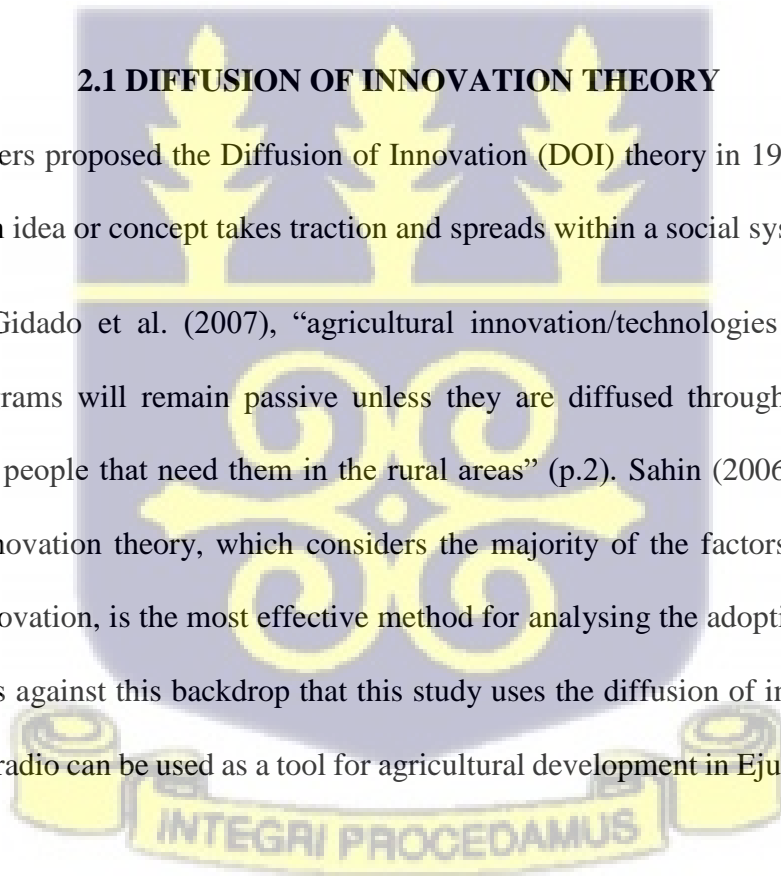 2.1 DIFFUSION OF INNOVATION THEORY
ers proposed the Diffusion of Innovation (DOI) theory in 19
idea or concept takes traction and spreads within a social sys
Gidado et al. (2007), “agricultural innovation/technologies
rams will remain passive unless they are diffused through
people that need them in the rural areas” (p.2). Sahin (2006
novation theory, which considers the majority of the factors
ovation, is the most effective method for analysing the adopti
s against this backdrop that this study uses the diffusion of in
radio can be used as a tool for agricultural development in Eju
INTEGRI PROCEDAMUS